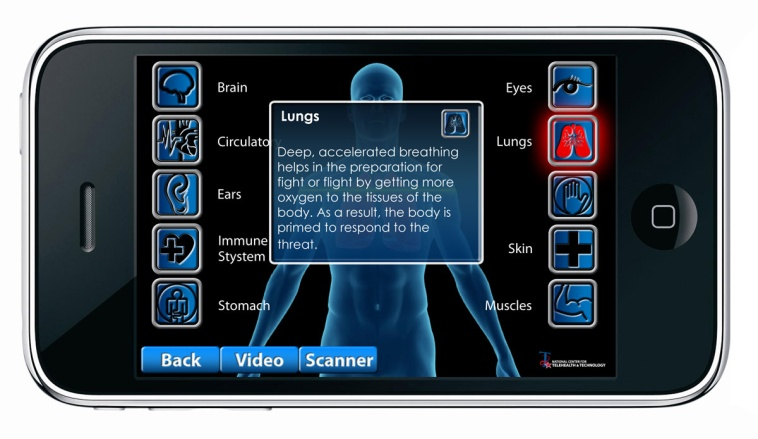 Brain
Circulato
Ears
Immune
Stystem
Stomach
Eyes
Lungs
Skin
Muscles
Lungs
Deep, accelerated breathing
helps in the preparation for
fight or flight by getting more
oxygen to the tissues of the
body. As a result, the body is
primed to respond to the
threat.
Back
Video
Scanner
NATIONAL CENTER FOR
TELEHEALTH & TECHNOLOGY